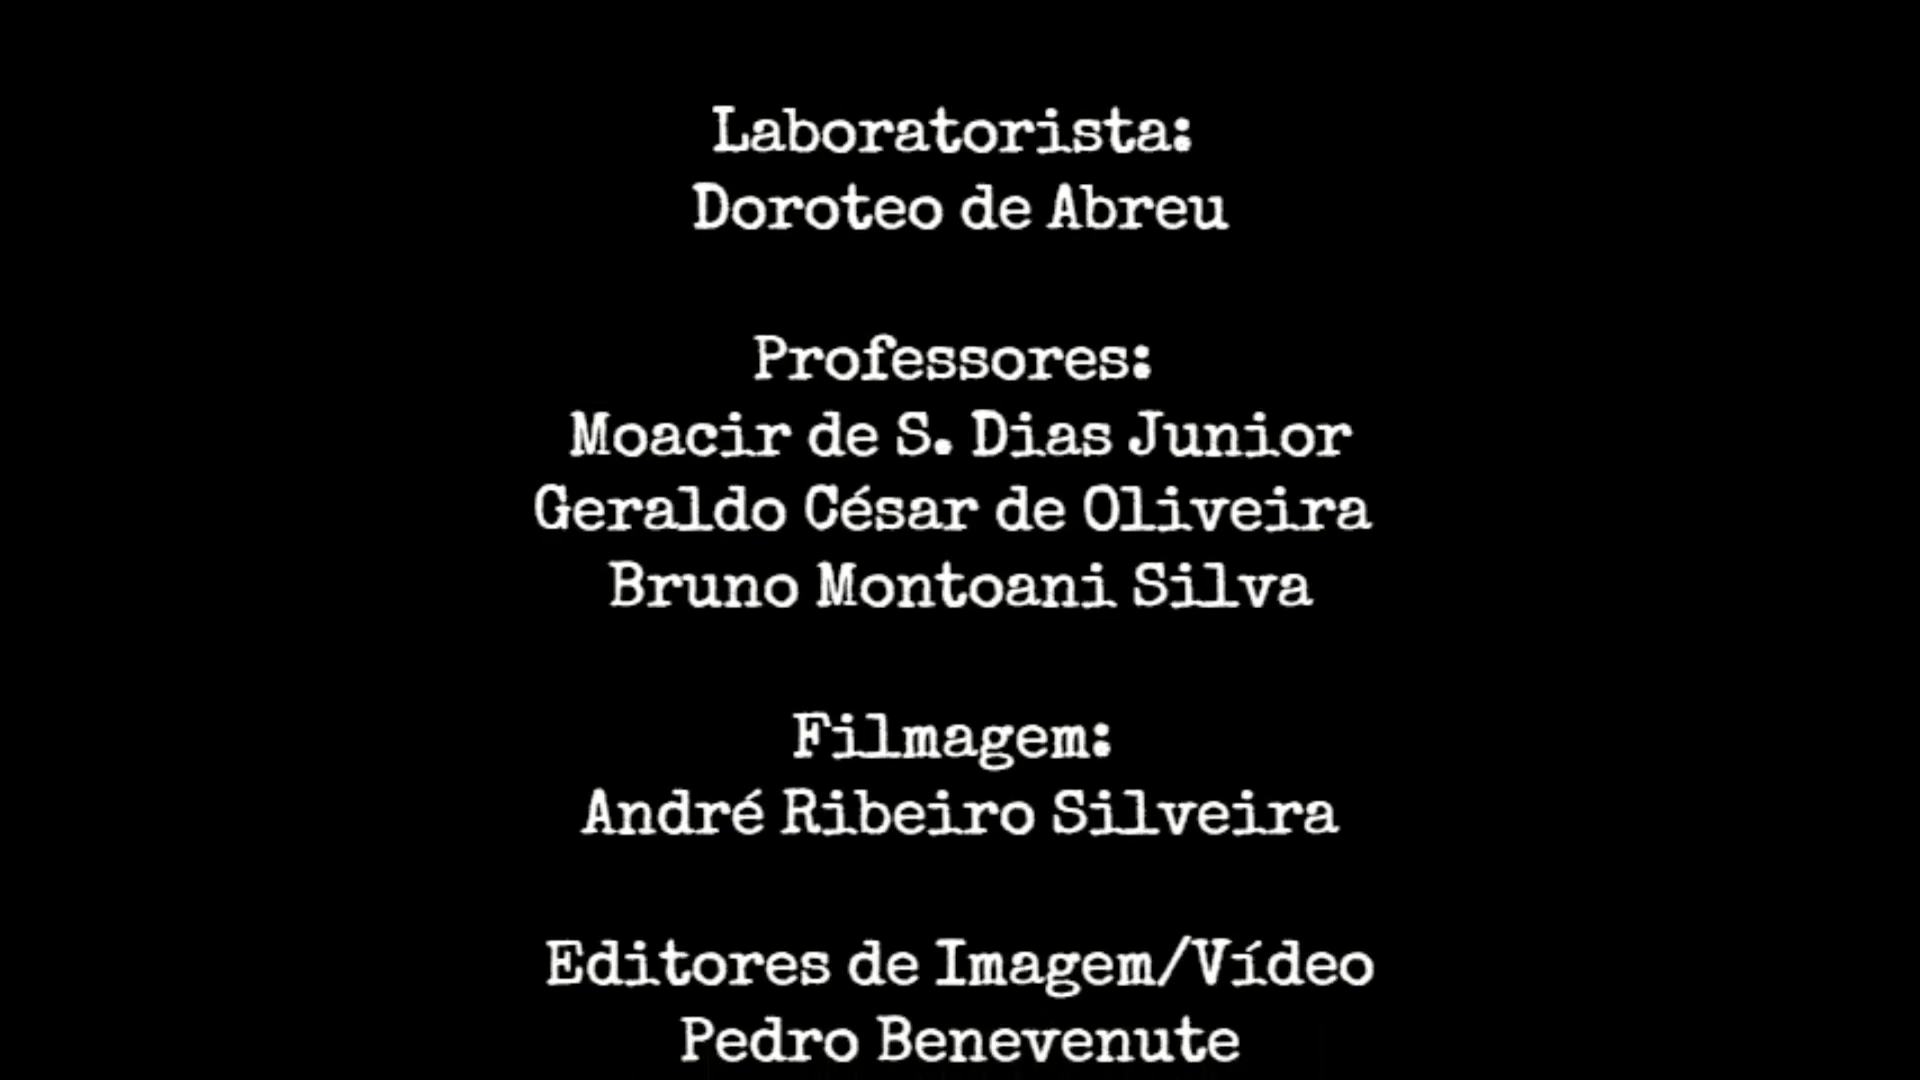 Laboratorista:
Doroteo de Abreu
Professores:
Moacir de S. Dias Junior
Geraldo César de Oliveira
Bruno Montoani Silva
Filmagem:
André Ribeiro Silveira
Editores de Imagem/Vídeo
Pedro Benevenute